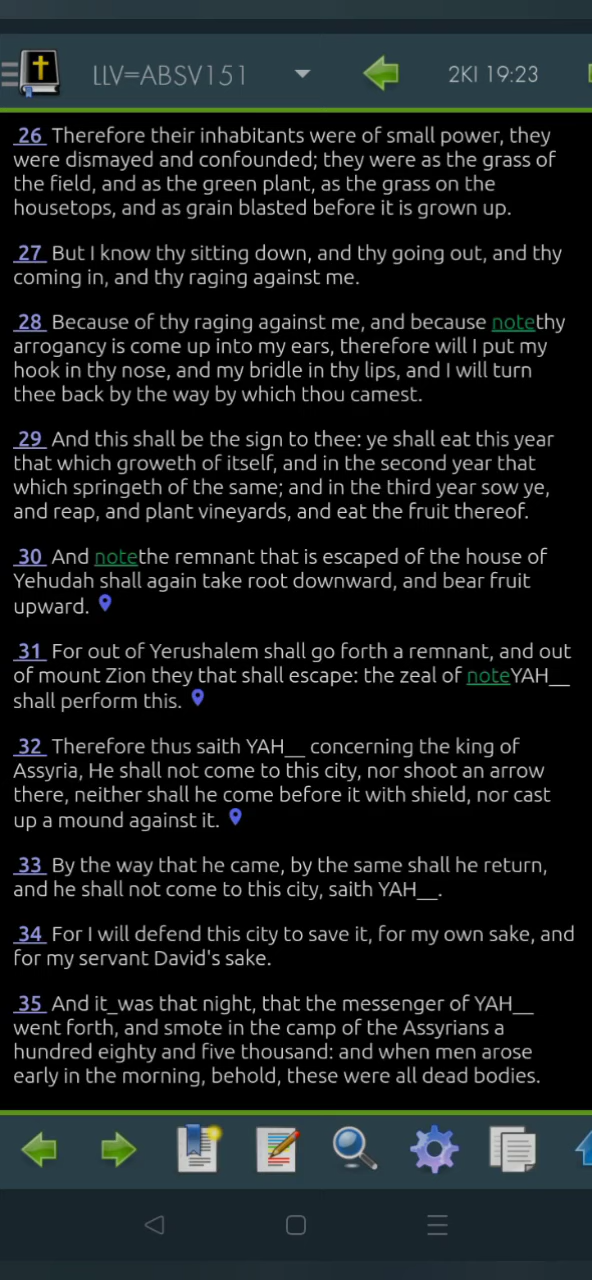 LLV=ABSV151
2KI 19:23
26 Therefore their inhabitants were of small power, they
were dismayed and confounded; they were as the grass of
the field, and as the green plant, as the grass on the
housetops, and as grain blasted before it is grown up.
27 But I know thy sitting down, and thy going out, and thy
coming in, and thy raging against me.
28 Because of thy raging against me, and because notethy
arrogancy is come up into my ears, therefore will I put my
hook in thy nose, and my bridle in thy lips, and I will turn
thee back by the way by which thou camest.
29 And this shall be the sign to thee: ye shall eat this year
that which groweth of itself, and in the second year that
which springeth of the same; and in the third year sow ye,
and reap, and plant vineyards, and eat the fruit thereof.
30 And notethe remnant that is escaped of the house of
Yehudah shall again take root downward, and bear fruit
upward.
31 For out of Yerushalem shall go forth a remnant, and out
of mount Zion they that shall escape: the zeal of noteYAH__
shall perform this.
32 Therefore thus saith YAH__ concerning the king of
Assyria, He shall not come to this city, nor shoot an arrow
there, neither shall he come before it with shield, nor cast
up a mound against it.
33 By the way that he came, by the same shall he return,
and he shall not come to this city, saith YAH__.
34 For I will defend this city to save it, for my own sake, and
for my servant David's sake.
35 And it_was that night, that the messenger of YAH__
went forth, and smote in the camp of the Assyrians a
hundred eighty and five thousand: and when men arose
early in the morning, behold, these were all dead bodies.